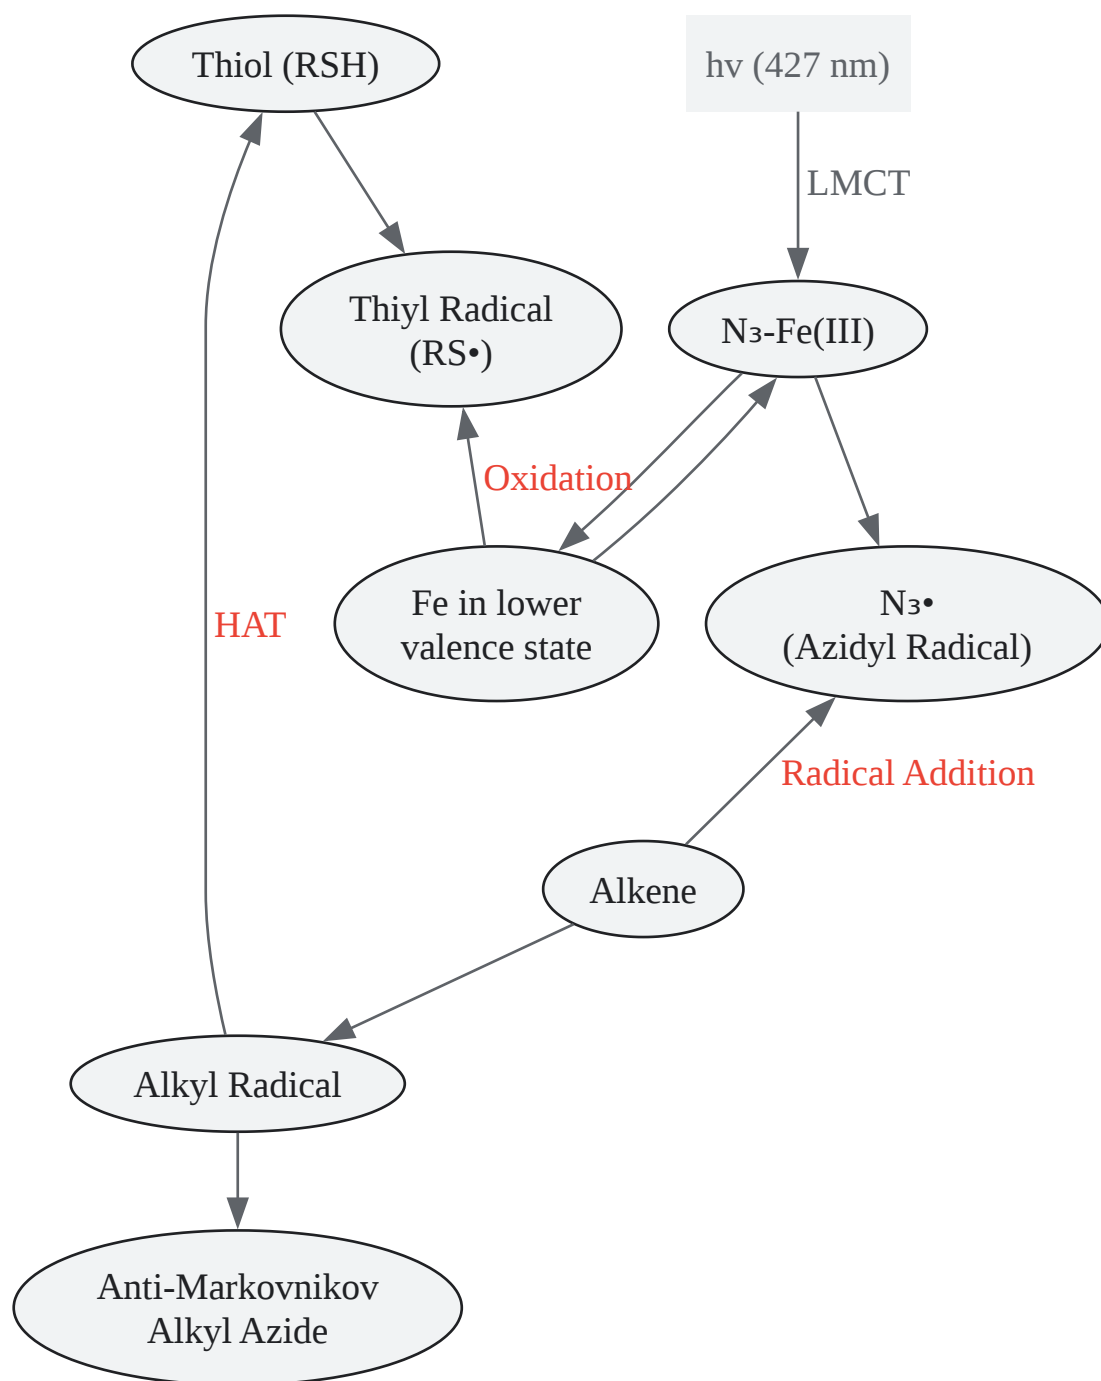 Thiol (RSH)
hv (427 nm)
LMCT
Thiyl Radical
(RS•)
N₃-Fe(III)
Oxidation
Fe in lower
valence state
N₃•
(Azidyl Radical)
HAT
Radical Addition
Alkene
Alkyl Radical
Anti-Markovnikov
Alkyl Azide